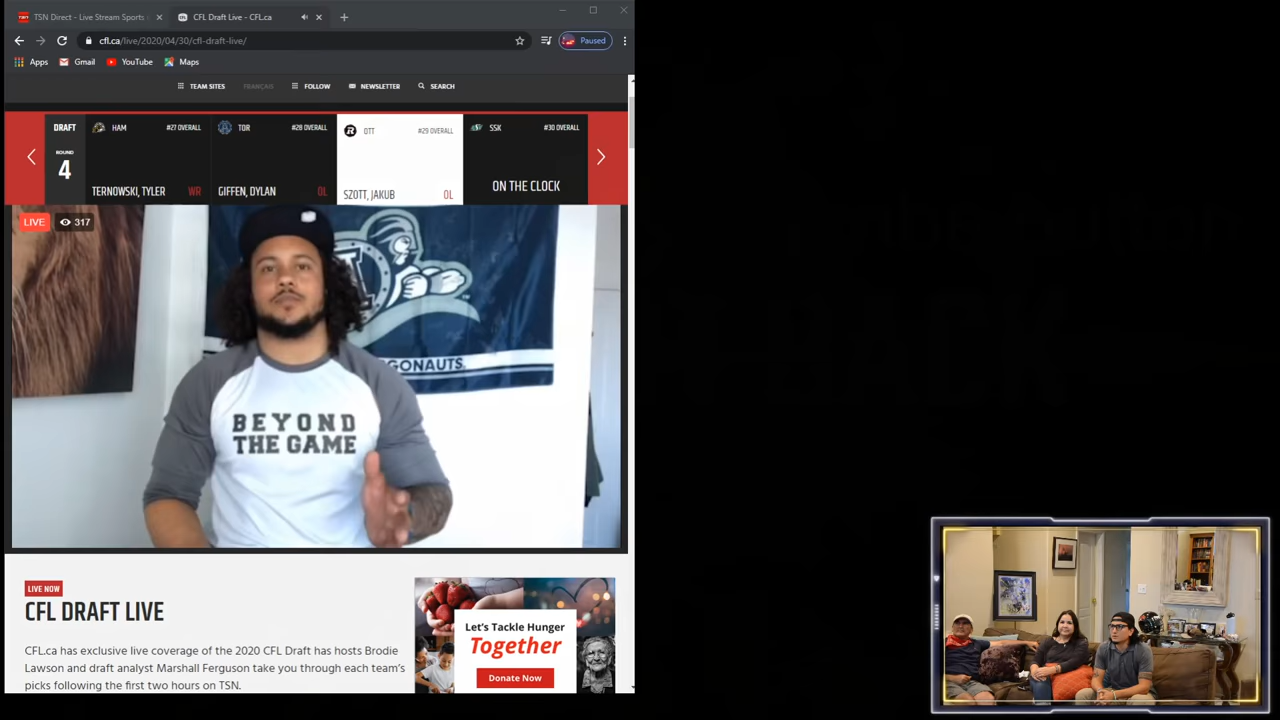 TSN Direct - Live Stream Sports
CFL Draft Live - CFL.ca
cfl.ca/live/2020/04/30/cfl-draft-live/
Paused
Apps
Gmail
YouTube
Maps
TEAM SITES
FRANÇAIS
FOLLOW
NEWSLETTER
SEARCH
DRAFT
ROUND
4
HAM
#27 OVERALL
TERNOWSKI, TYLER
WR
TOR
#28 OVERALL
GIFFEN, DYLAN
OL
OTT
#29 OVERALL
SZOTT, JAKUB
OL
SSK
#30 OVERALL
ON THE CLOCK
LIVE
317
GONAUTS
BEYOND
THE GAME
LIVE NOW
CFL DRAFT LIVE
CFL.ca has exclusive live coverage of the 2020 CFL Draft has hosts Brodie
Lawson and draft analyst Marshall Ferguson take you through each team's
picks following the first two hours on TSN.
Let's Tackle Hunger
Together
Donate Now